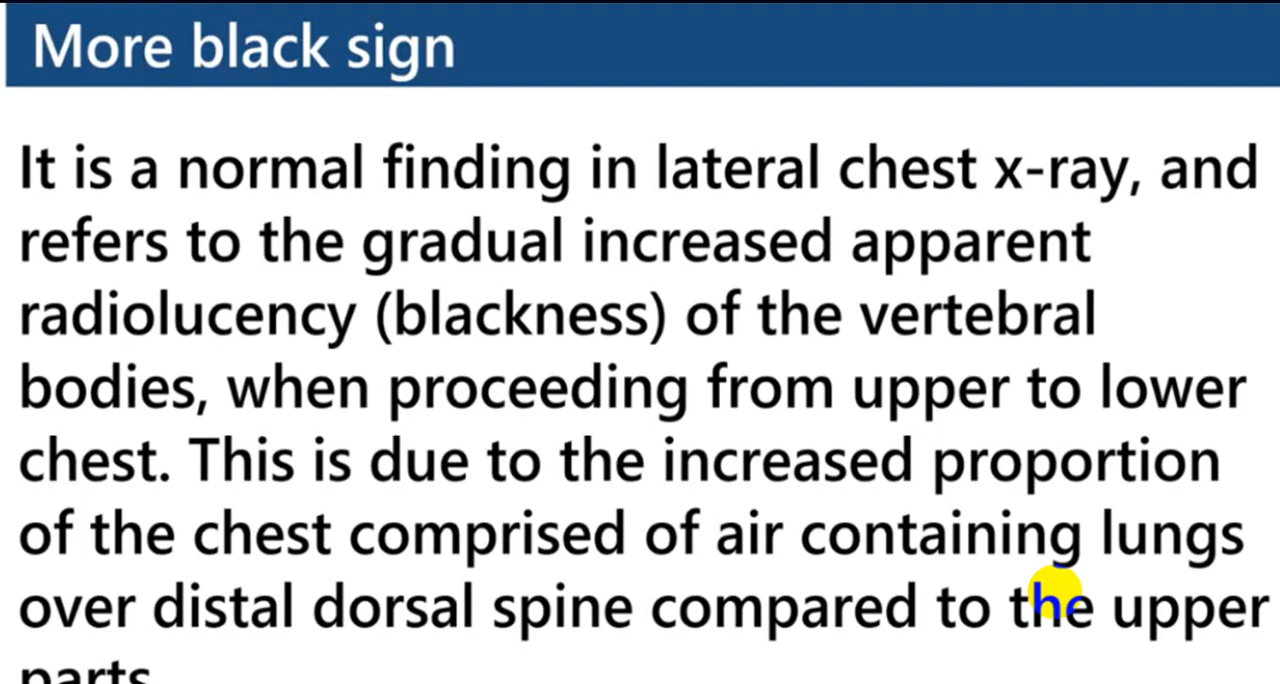 More black sign
It is a normal finding in lateral chest x-ray, and
refers to the gradual increased apparent
radiolucency (blackness) of the vertebral
bodies, when proceeding from upper to lower
chest. This is due to the increased proportion
of the chest comprised of air containing lungs
over distal dorsal spine compared to the upper
parts